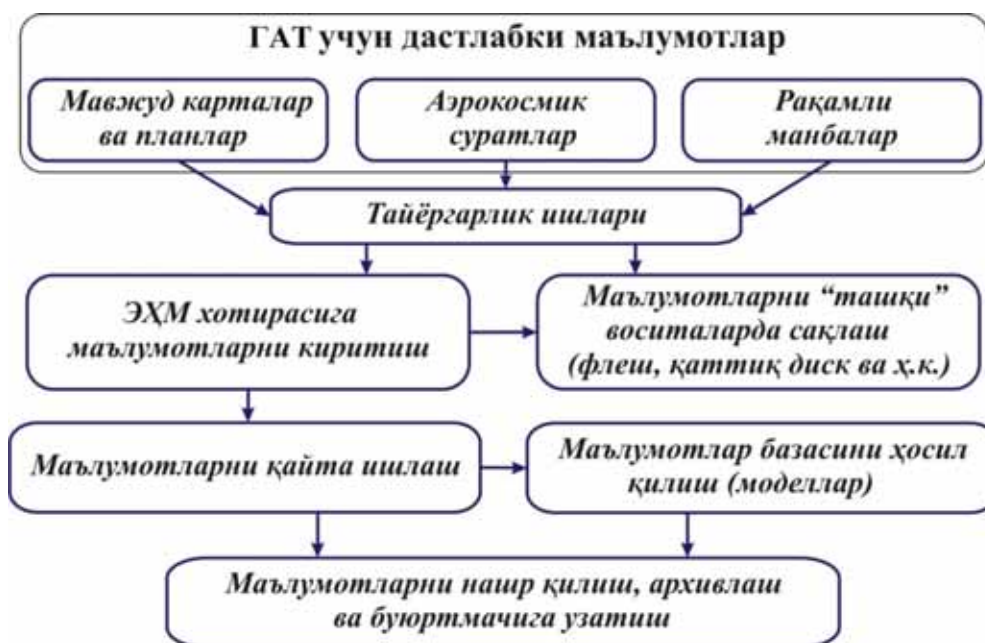 ГАТ учун дастлабки маълумотлар
Мавжуд карталар
ва планлар
Аэрокосмик
суратлар
Рақамли
манбалар
Тайёргарлик ишлари
ЭҲМ хотирасига
маълумотларни киритиш
Маълумотларни “ташқи”
воситаларда сақлаш
(флеш, қаттиқ диск ва ҳ.к.)
Маълумотларни қайта ишлаш
Маълумотлар базасини ҳосил
қилиш (моделлар)
Маълумотларни нашр қилиш, архивлаш
ва буюртмачига узатиш